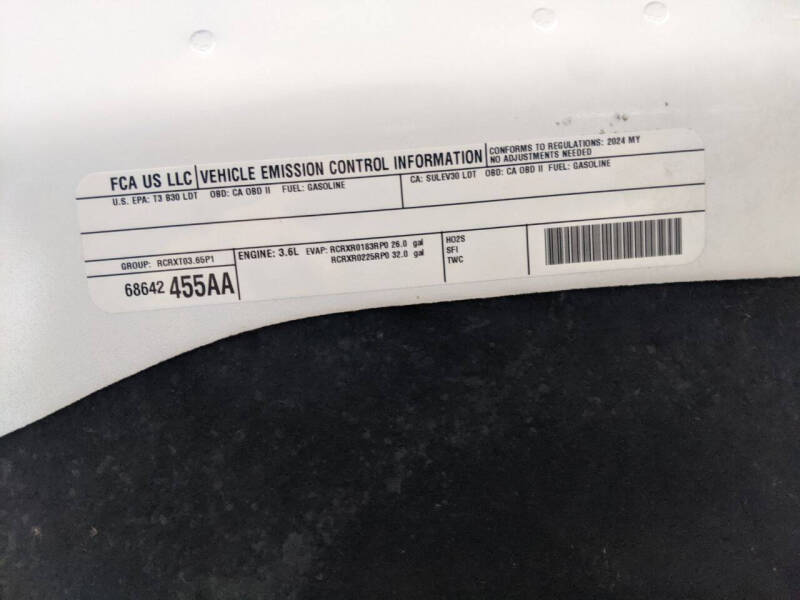 FCA US LLC VEHICLE EMISSION CONTROL INFORMATION CONFORMS TO REGULATIONS: 2024 MY
NO ADJUSTMENTS NEEDED
U.S. EPA: T3 B30 LDT OBD: CA OBD II FUEL: GASOLINE CA: SULEV30 LDT OBD: CA OBD II FUEL: GASOLINE
GROUP: RCRXT03.65P1 ENGINE: 3.6L EVAP: RCRXR0183RP0 26.0 gal HO2S
RCRXR0225RP0 32.0 gal SFI
68642 455AA TWC